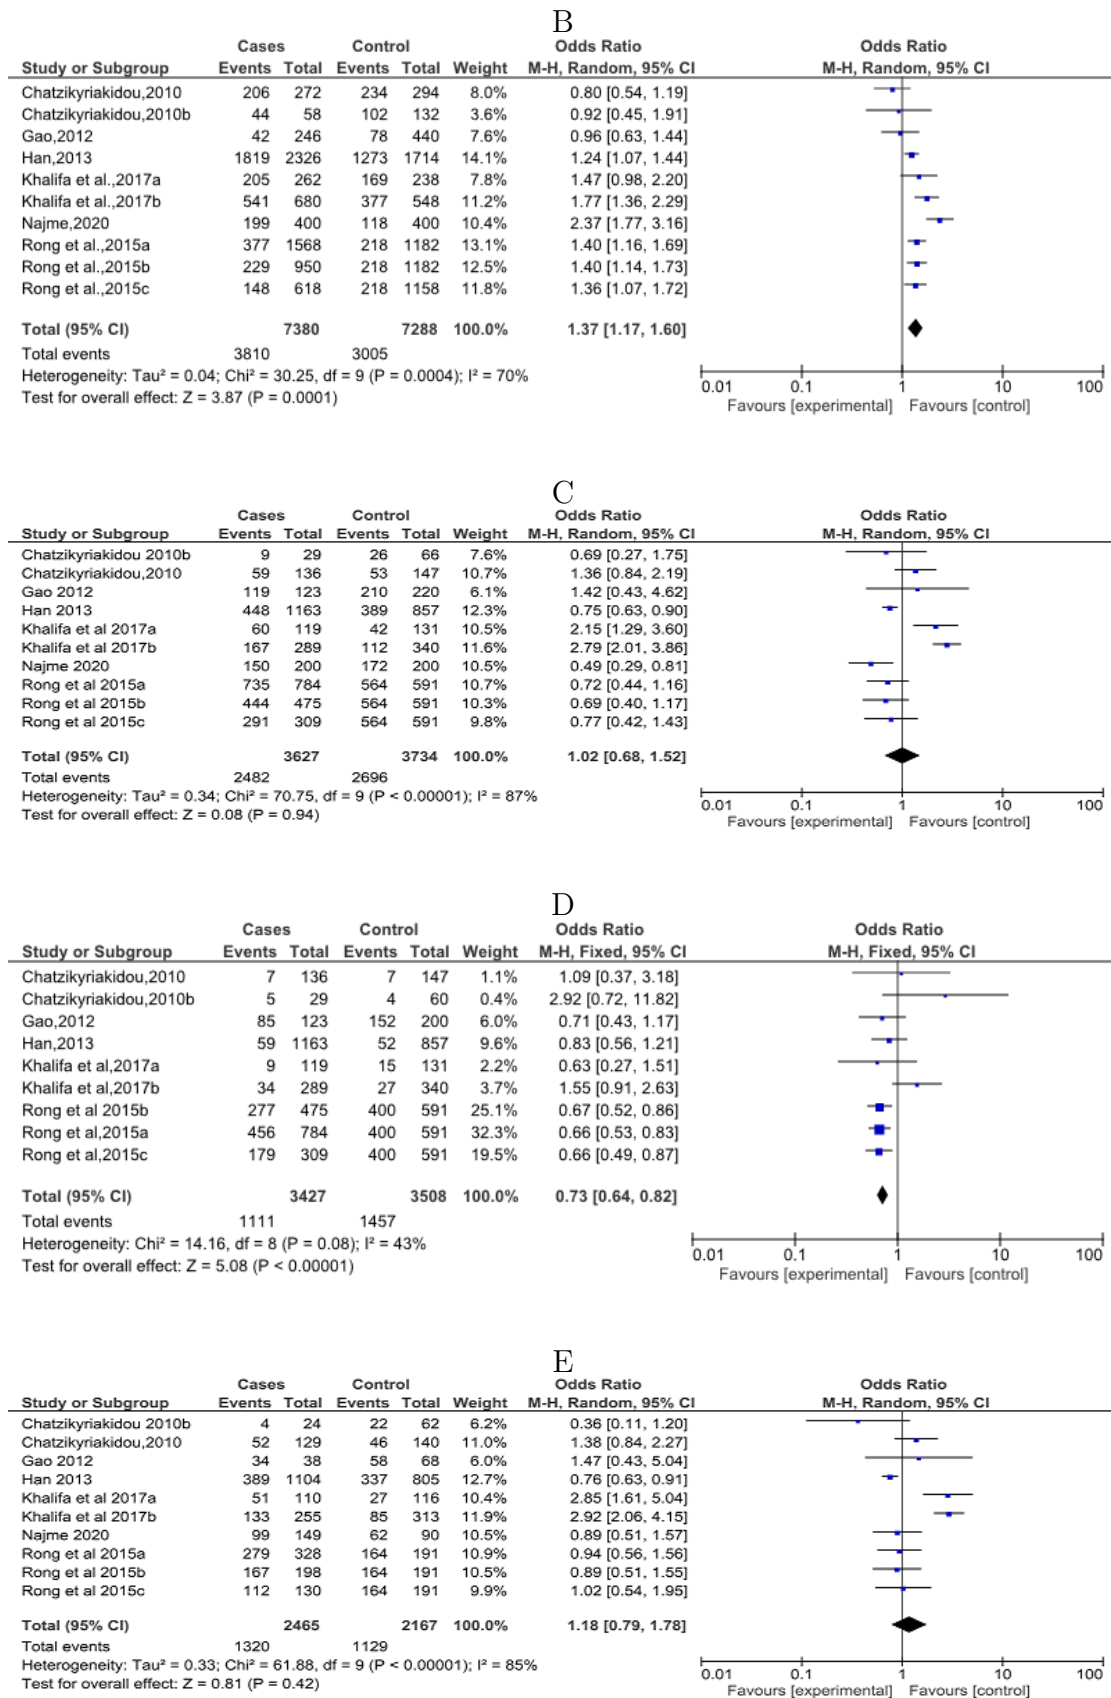 B
Cases Control Odds Ratio Odds Ratio
Study or Subgroup Events Total Events Total Weight M-H, Random, 95% CI M-H, Random, 95% CI
Chatzikyriakidou,2010 206 272 234 294 8.0% 0.80 [0.54, 1.19]
Chatzikyriakidou,2010b 44 58 102 132 3.6% 0.92 [0.45, 1.91]
Gao,2012 42 246 78 440 7.6% 0.96 [0.63, 1.44]
Han,2013 1819 2326 1273 1714 14.1% 1.24 [1.07, 1.44]
Khalifa et al.,2017a 205 262 169 238 7.8% 1.47 [0.98, 2.20]
Khalifa et al.,2017b 541 680 377 548 11.2% 1.77 [1.36, 2.29]
Najme,2020 199 400 118 400 10.4% 2.37 [1.77, 3.16]
Rong et al.,2015a 377 1568 218 1182 13.1% 1.40 [1.16, 1.69]
Rong et al.,2015b 229 950 218 1182 12.5% 1.40 [1.14, 1.73]
Rong et al.,2015c 148 618 218 1158 11.8% 1.36 [1.07, 1.72]
Total (95% CI) 7380 7288 100.0% 1.37 [1.17, 1.60]
Total events 3810 3005
Heterogeneity: Tau² = 0.04; Chi² = 30.25, df = 9 (P = 0.0004); I² = 70%
Test for overall effect: Z = 3.87 (P = 0.0001)
0.01 0.1 1 10 100
Favours [experimental] Favours [control]
C
Cases Control Odds Ratio Odds Ratio
Study or Subgroup Events Total Events Total Weight M-H, Random, 95% CI M-H, Random, 95% CI
Chatzikyriakidou 2010b 9 29 26 66 7.6% 0.69 [0.27, 1.75]
Chatzikyriakidou,2010 59 136 53 147 10.7% 1.36 [0.84, 2.19]
Gao 2012 119 123 210 220 6.1% 1.42 [0.43, 4.62]
Han 2013 448 1163 389 857 12.3% 0.75 [0.63, 0.90]
Khalifa et al 2017a 60 119 42 131 10.5% 2.15 [1.29, 3.60]
Khalifa et al 2017b 167 289 112 340 11.6% 2.79 [2.01, 3.86]
Najme 2020 150 200 172 200 10.5% 0.49 [0.29, 0.81]
Rong et al 2015a 735 784 564 591 10.7% 0.72 [0.44, 1.16]
Rong et al 2015b 444 475 564 591 10.3% 0.69 [0.40, 1.17]
Rong et al 2015c 291 309 564 591 9.8% 0.77 [0.42, 1.43]
Total (95% CI) 3627 3734 100.0% 1.02 [0.68, 1.52]
Total events 2482 2696
Heterogeneity: Tau² = 0.34; Chi² = 70.75, df = 9 (P < 0.00001); I² = 87%
Test for overall effect: Z = 0.08 (P = 0.94)
0.01 0.1 1 10 100
Favours [experimental] Favours [control]
D
Cases Control Odds Ratio Odds Ratio
Study or Subgroup Events Total Events Total Weight M-H, Fixed, 95% CI M-H, Fixed, 95% CI
Chatzikyriakidou,2010 7 136 7 147 1.1% 1.09 [0.37, 3.18]
Chatzikyriakidou,2010b 5 29 4 60 0.4% 2.92 [0.72, 11.82]
Gao,2012 85 123 152 200 6.0% 0.71 [0.43, 1.17]
Han,2013 59 1163 52 857 9.6% 0.83 [0.56, 1.21]
Khalifa et al,2017a 9 119 15 131 2.2% 0.63 [0.27, 1.51]
Khalifa et al,2017b 34 289 27 340 3.7% 1.55 [0.91, 2.63]
Rong et al 2015b 277 475 400 591 25.1% 0.67 [0.52, 0.86]
Rong et al,2015a 456 784 400 591 32.3% 0.66 [0.53, 0.83]
Rong et al,2015c 179 309 400 591 19.5% 0.66 [0.49, 0.87]
Total (95% CI) 3427 3508 100.0% 0.73 [0.64, 0.82]
Total events 1111 1457
Heterogeneity: Chi² = 14.16, df = 8 (P = 0.08); I² = 43%
Test for overall effect: Z = 5.08 (P < 0.00001)
0.01 0.1 1 10 100
Favours [experimental] Favours [control]
E
Cases Control Odds Ratio Odds Ratio
Study or Subgroup Events Total Events Total Weight M-H, Random, 95% CI M-H, Random, 95% CI
Chatzikyriakidou 2010b 4 24 22 62 6.2% 0.36 [0.11, 1.20]
Chatzikyriakidou,2010 52 129 46 140 11.0% 1.38 [0.84, 2.27]
Gao 2012 34 38 58 68 6.0% 1.47 [0.43, 5.04]
Han 2013 389 1104 337 805 12.7% 0.76 [0.63, 0.91]
Khalifa et al 2017a 51 110 27 116 10.4% 2.85 [1.61, 5.04]
Khalifa et al 2017b 133 255 85 313 11.9% 2.92 [2.06, 4.15]
Najme 2020 99 149 62 90 10.5% 0.89 [0.51, 1.57]
Rong et al 2015a 279 328 164 191 10.9% 0.94 [0.56, 1.56]
Rong et al 2015b 167 198 164 191 10.5% 0.89 [0.51, 1.55]
Rong et al 2015c 112 130 164 191 9.9% 1.02 [0.54, 1.95]
Total (95% CI) 2465 2167 100.0% 1.18 [0.79, 1.78]
Total events 1320 1129
Heterogeneity: Tau² = 0.33; Chi² = 61.88, df = 9 (P < 0.00001); I² = 85%
Test for overall effect: Z = 0.81 (P = 0.42)
0.01 0.1 1 10 100
Favours [experimental] Favours [control]